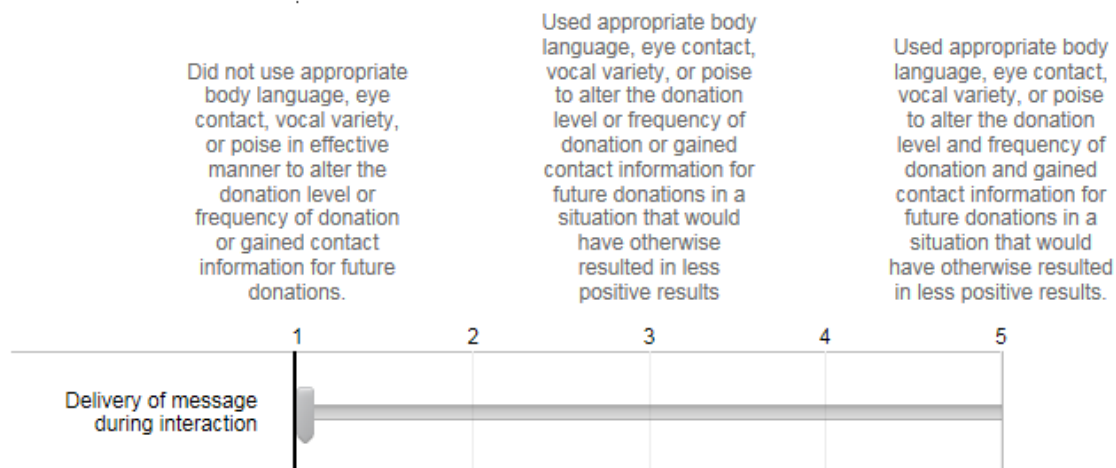 Did not use appropriate
body language, eye
contact, vocal variety,
or poise in effective
manner to alter the
donation level or
frequency of donation
or gained contact
information for future
donations.
Used appropriate body
language, eye contact,
vocal variety, or poise
to alter the donation
level or frequency of
donation or gained
contact information for
future donations in a
situation that would
have otherwise
resulted in less
positive results
Used appropriate body
language, eye contact,
vocal variety, or poise
to alter the donation
level and frequency of
donation and gained
contact information for
future donations in a
situation that would
have otherwise resulted
in less positive results.
1 2 3 4 5
Delivery of message
during interaction